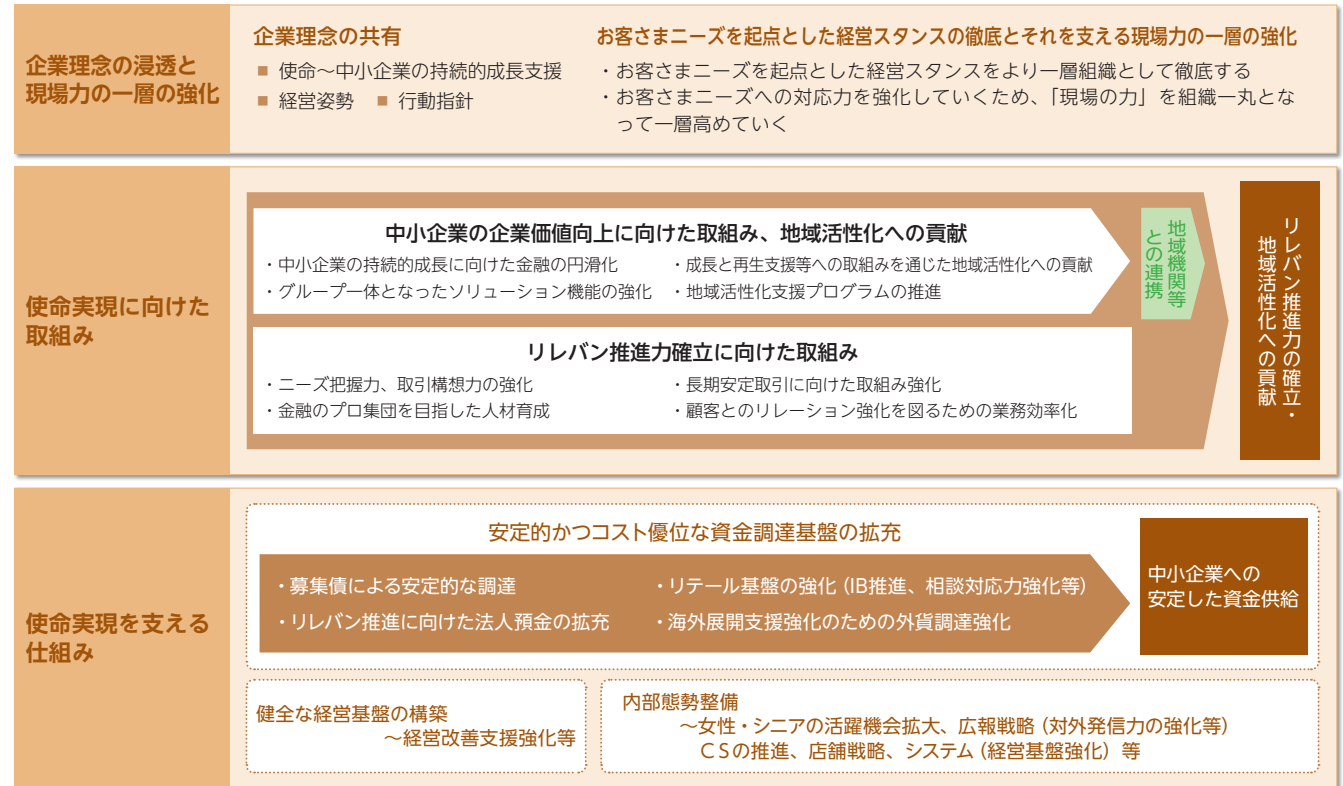 企業理念の浸透と
現場力の一層の強化
企業理念の共有
■ 使命～中小企業の持続的成長支援
■ 経営姿勢 ■ 行動指針
お客さまニーズを起点とした経営スタンスの徹底とそれを支える現場力の一層の強化
・お客さまニーズを起点とした経営スタンスをより一層組織として徹底する
・お客さまニーズへの対応力を強化していくため、「現場の力」を組織一丸とな
って一層高めていく
使命実現に向けた
取組み
中小企業の企業価値向上に向けた取組み、地域活性化への貢献
・中小企業の持続的成長に向けた金融の円滑化
・成長と再生支援等への取組みを通じた地域活性化への貢献
・グループ一体となったソリューション機能の強化
・地域活性化支援プログラムの推進
地域機関等
との連携
リレバン推進力確立に向けた取組み
・ニーズ把握力、取引構想力の強化
・長期安定取引に向けた取組み強化
・金融のプロ集団を目指した人材育成
・顧客とのリレーション強化を図るための業務効率化
リレバン推進力の確立・
地域活性化への貢献
使命実現を支える
仕組み
安定的かつコスト優位な資金調達基盤の拡充
・募集債による安定的な調達
・リテール基盤の強化（IB推進、相談対応力強化等）
・リレバン推進に向けた法人預金の拡充
・海外展開支援強化のための外貨調達強化
中小企業への
安定した資金供給
健全な経営基盤の構築
～経営改善支援強化等
内部態勢整備
～女性・シニアの活躍機会拡大、広報戦略（対外発信力の強化等）
ＣＳの推進、店舗戦略、システム（経営基盤強化）等